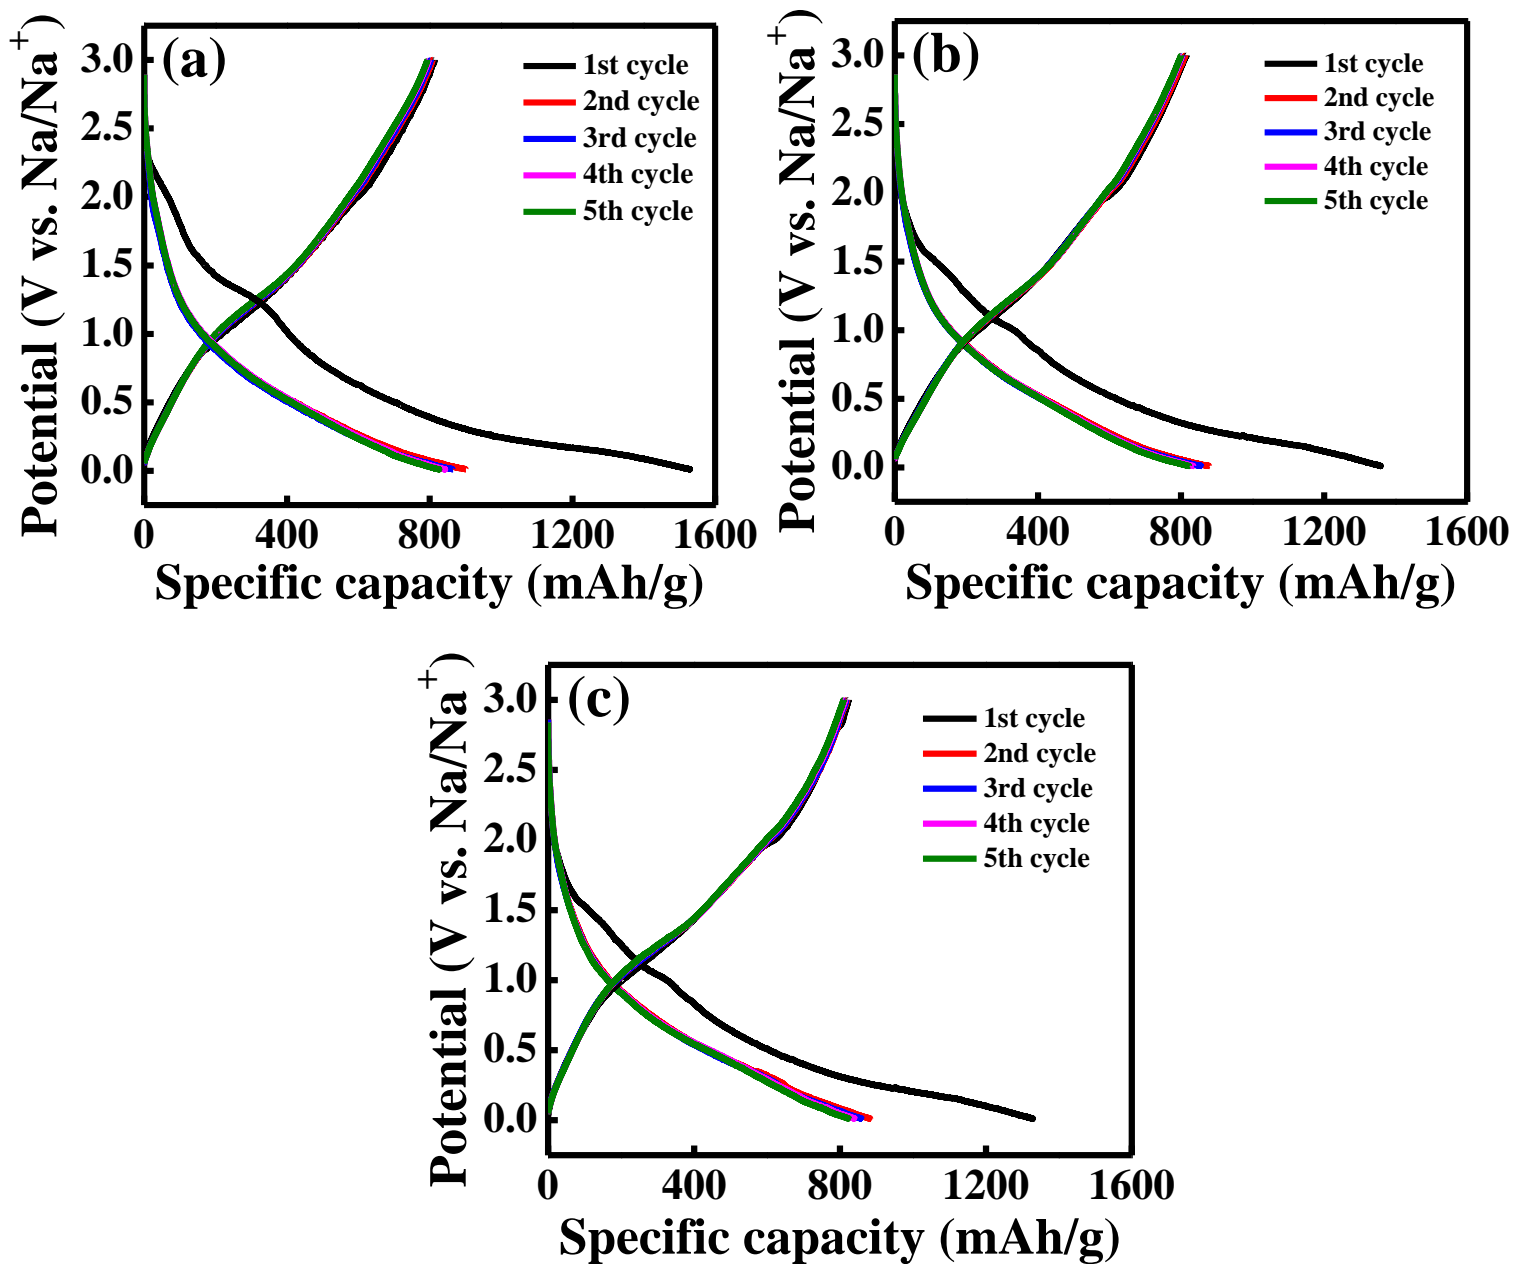 (a)
Potential (V vs. Na/Na+)
3.0
2.5
2.0
1.5
1.0
0.5
0.0
1st cycle
2nd cycle
3rd cycle
4th cycle
5th cycle
0 400 800 1200 1600
Specific capacity (mAh/g)
(b)
Potential (V vs. Na/Na+)
3.0
2.5
2.0
1.5
1.0
0.5
0.0
1st cycle
2nd cycle
3rd cycle
4th cycle
5th cycle
0 400 800 1200 1600
Specific capacity (mAh/g)
(c)
Potential (V vs. Na/Na+)
3.0
2.5
2.0
1.5
1.0
0.5
0.0
1st cycle
2nd cycle
3rd cycle
4th cycle
5th cycle
0 400 800 1200 1600
Specific capacity (mAh/g)